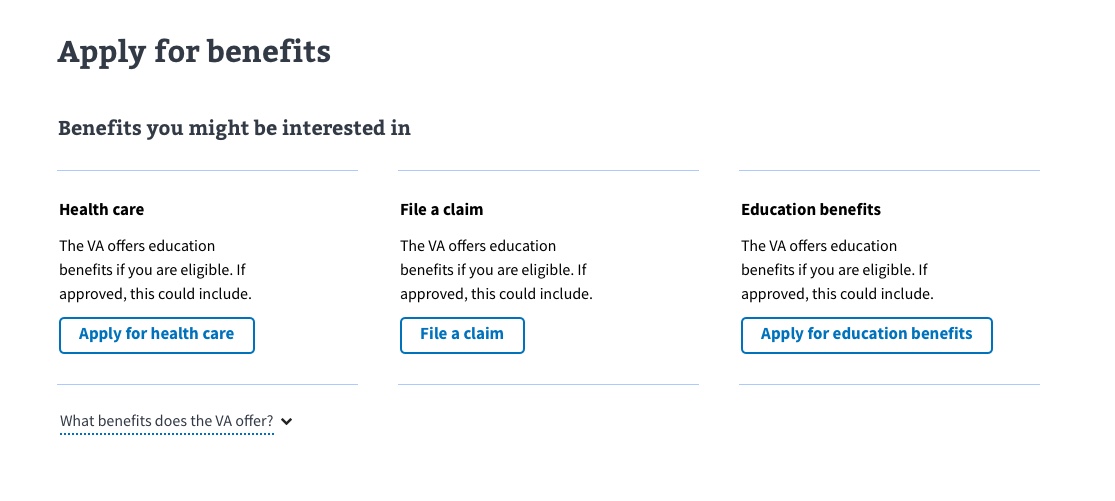 Apply for benefits
Benefits you might be interested in
Health care
The VA offers education
benefits if you are eligible. If
approved, this could include.
Apply for health care
File a claim
The VA offers education
benefits if you are eligible. If
approved, this could include.
File a claim
Education benefits
The VA offers education
benefits if you are eligible. If
approved, this could include.
Apply for education benefits
What benefits does the VA offer?